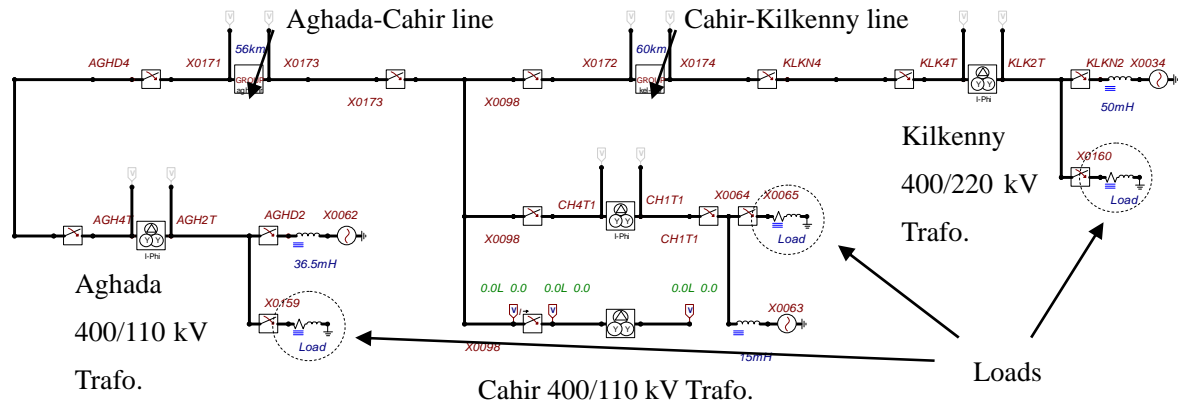 Aghada-Cahir line
Cahir-Kilkenny line
V V V V V V
56km 60km
AGHD4 X0171 GROUP X0173 X0172 GROUP X0174 KLKN4 KLK4T KLK2T KLKN2 X0034
X0173 X0098
I-Phi
50mH
Kilkenny
400/220 kV
Trafo.
X0160
Load
V V V V
AGH4T AGH2T AGHD2 X0062
I-Phi
36.5mH
CH4T1 CH1T1 X0064 X0065
X0098 I-Phi CH1T1 Load
Aghada
400/110 kV
Trafo.
X0159
Load
0.0L 0.0 0.0L 0.0 0.0L 0.0
V V V
X0098
X0063
15mH
Cahir 400/110 kV Trafo.
Loads